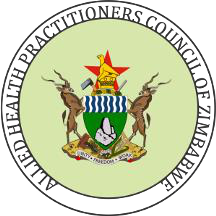 ALLIED HEALTH PRACTITIONERS COUNCIL OF ZIMBABWE
UNITY • FREEDOM • WORK